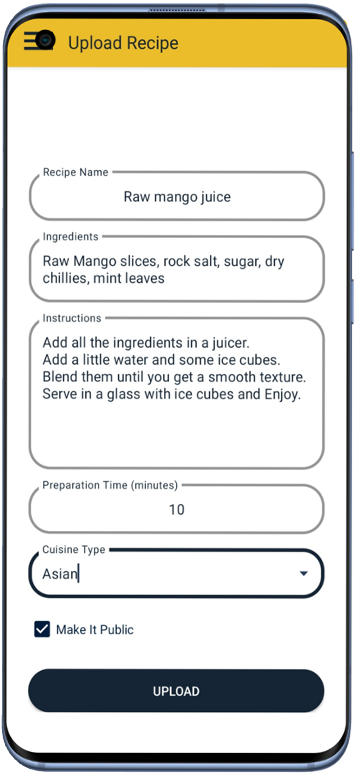 Upload Recipe
Recipe Name
Raw mango juice
Ingredients
Raw Mango slices, rock salt, sugar, dry
chillies, mint leaves
Instructions
Add all the ingredients in a juicer.
Add a little water and some ice cubes.
Blend them until you get a smooth texture.
Serve in a glass with ice cubes and Enjoy.
Preparation Time (minutes)
10
Cuisine Type
Asian
Make It Public
UPLOAD